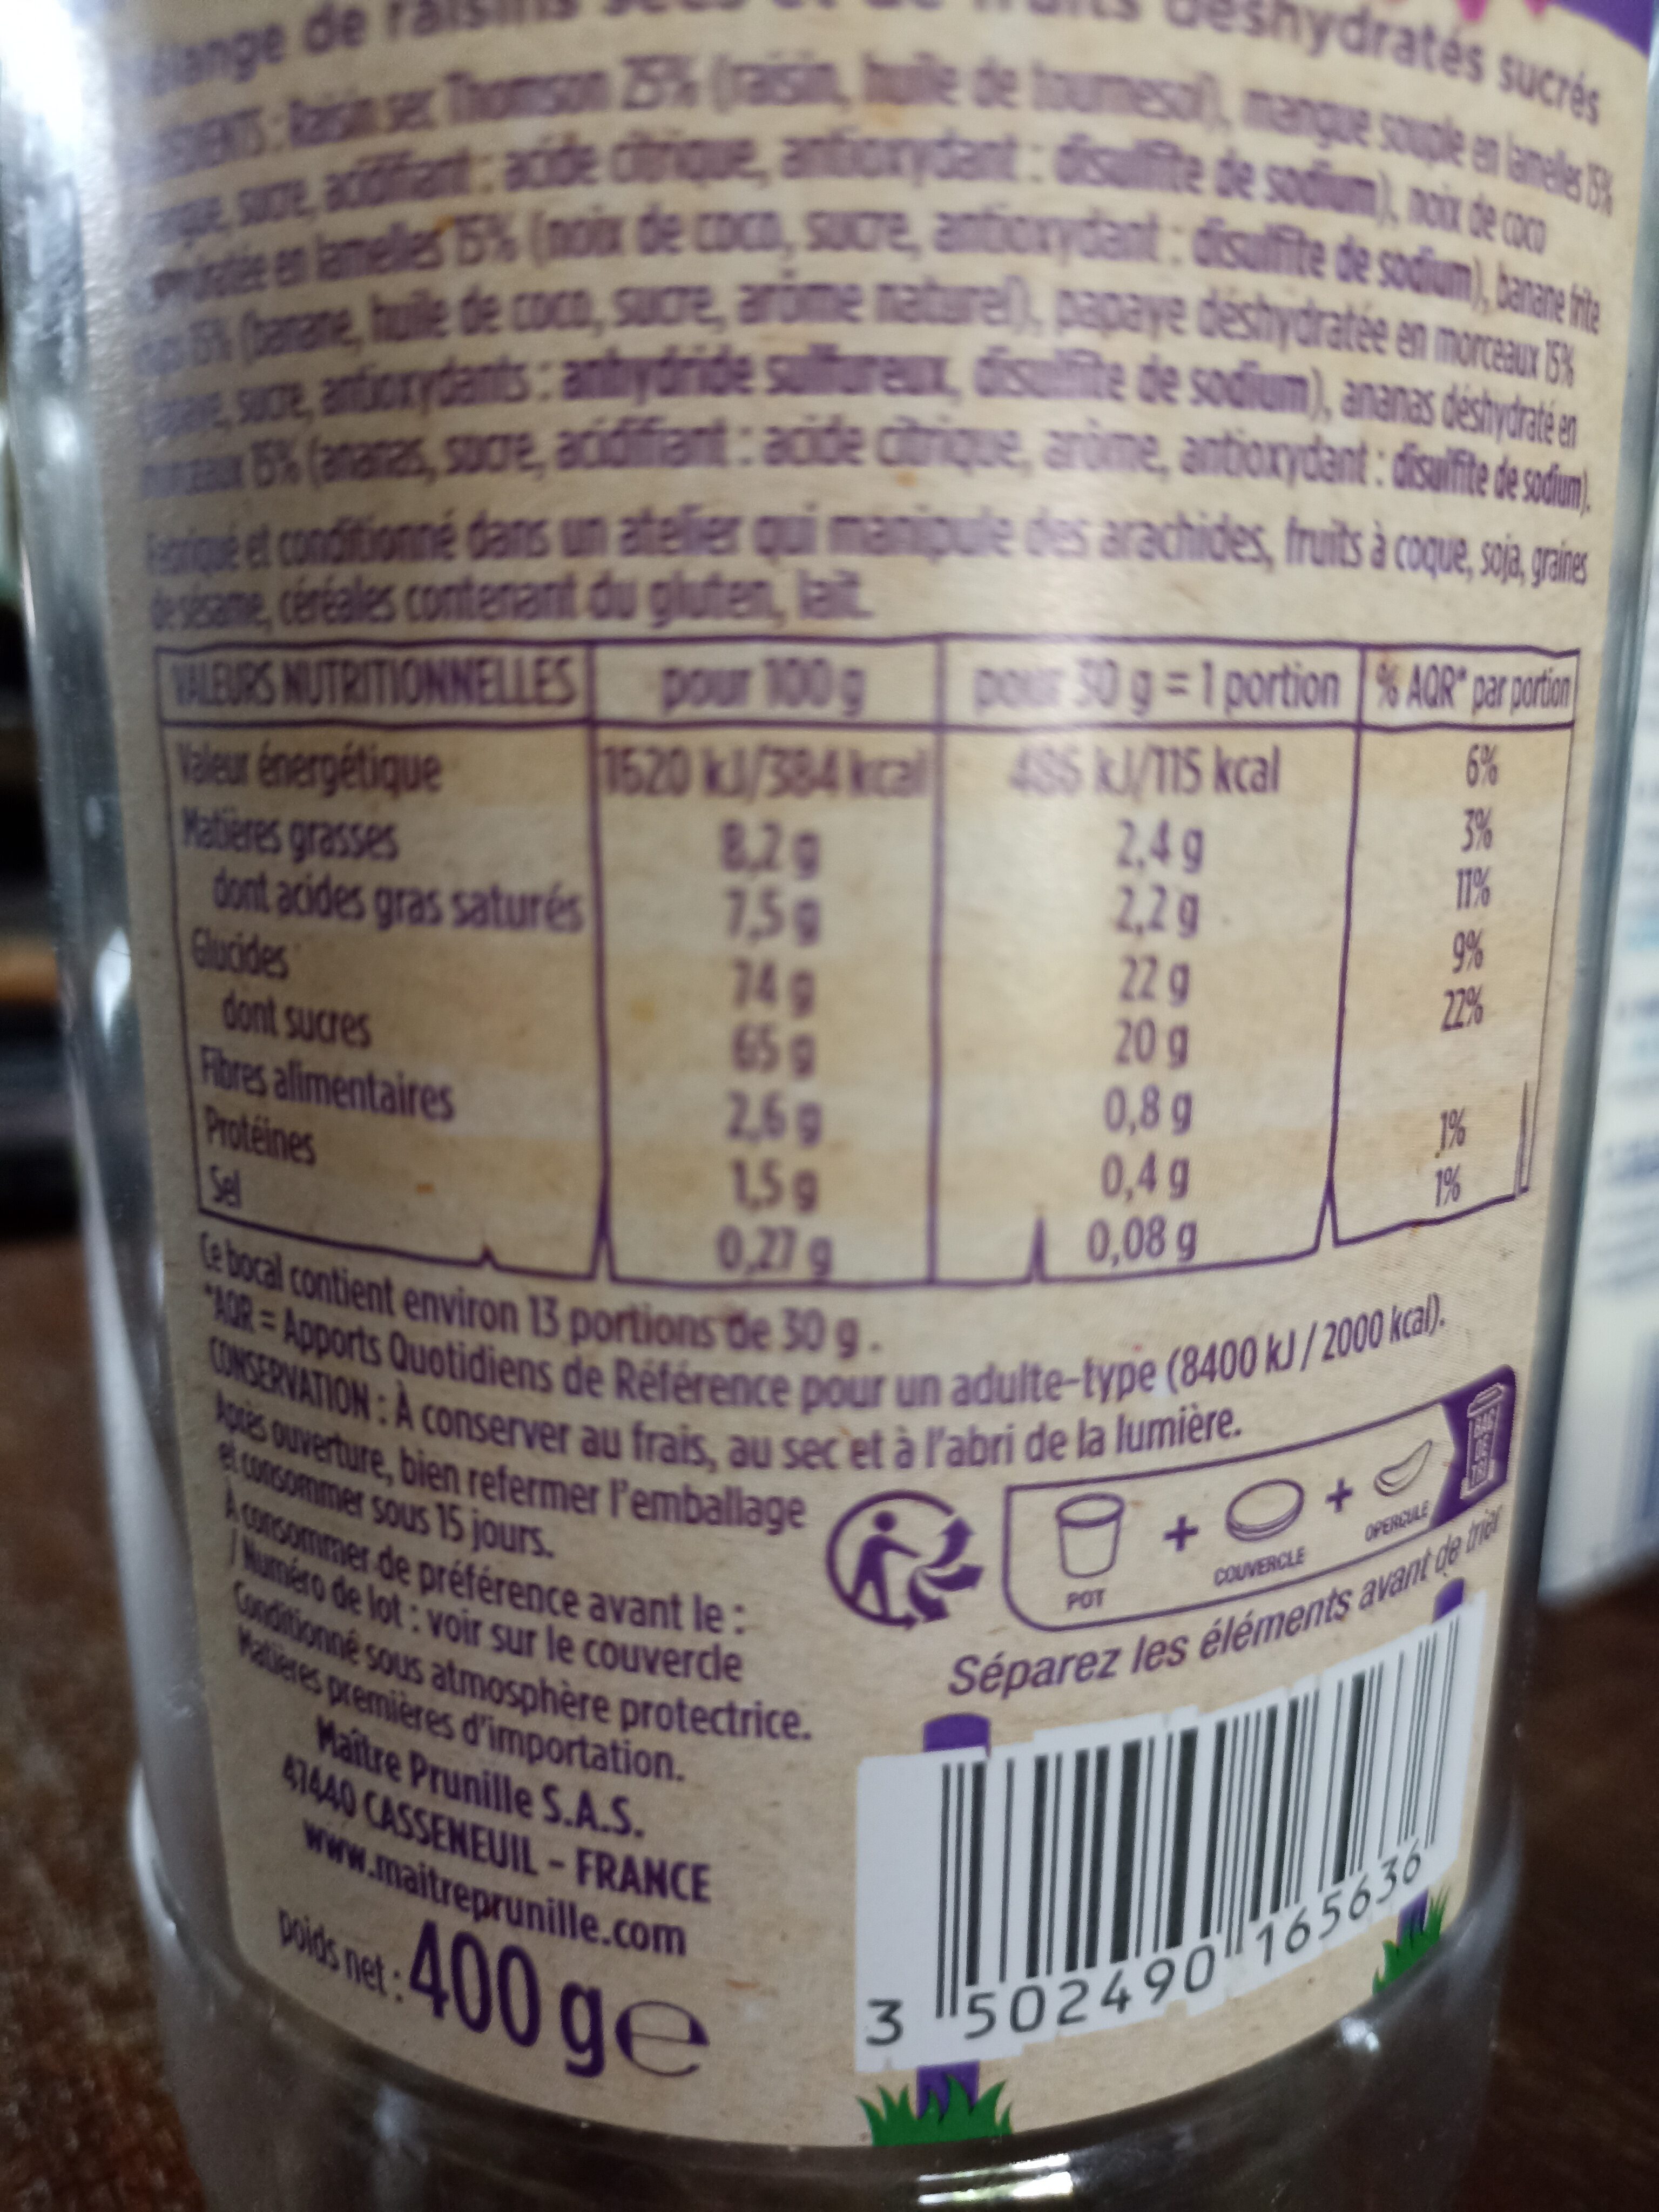 mélange de raisins secs et de fruits déshydratés sucrés
INGRÉDIENTS : Raisin sec Thomson 25% (raisin, huile de tournesol), mangue souple en lamelles 15%
sucre, acidifiant : acide citrique, antioxydant : disulfite de sodium), noix de coco
en lamelles 15% (noix de coco, sucre, antioxydant : disulfite de sodium), banane frite
15% (banane, huile de coco, sucre, arôme naturel), papaye déshydratée en morceaux 15%
sucre, antioxydants : anhydride sulfureux, disulfite de sodium), ananas déshydraté en
morceaux 15% (ananas, sucre, acidifiant : acide citrique, arôme, antioxydant : disulfite de sodium).
Fabriqué et conditionné dans un atelier qui manipule des arachides, fruits à coque, soja, graines
de sésame, céréales contenant du gluten, lait.
VALEURS NUTRITIONNELLES pour 100 g pour 30 g = 1 portion % AQR* par portion
Valeur énergétique 1620 kJ/384 kcal 486 kJ/115 kcal 6%
Matières grasses 8,2 g 2,4 g 3%
dont acides gras saturés 7,5 g 2,2 g 11%
Glucides 74 g 22 g 9%
dont sucres 65 g 20 g 22%
Fibres alimentaires 2,6 g 0,8 g
Protéines 1,5 g 0,4 g 1%
Sel 0,27 g 0,08 g 1%
Ce bocal contient environ 13 portions de 30 g .
*AQR = Apports Quotidiens de Référence pour un adulte-type (8400 kJ / 2000 kcal).
CONSERVATION : À conserver au frais, au sec et à l'abri de la lumière.
Après ouverture, bien refermer l'emballage
et consommer sous 15 jours.
À consommer de préférence avant le :
/ Numéro de lot : voir sur le couvercle
Conditionné sous atmosphère protectrice.
Matières premières d'importation.
Maître Prunille S.A.S.
47440 CASSENEUIL - FRANCE
www.maitreprunille.com
poids net : 400 g e
POT + COUVERCLE + OPERCULE
Séparez les éléments avant de trier
3 502490 165636